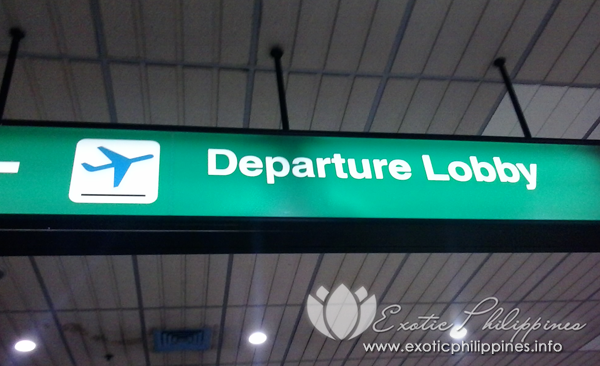 Departure Lobby
Exotic Philippines
www.exoticphilippines.info